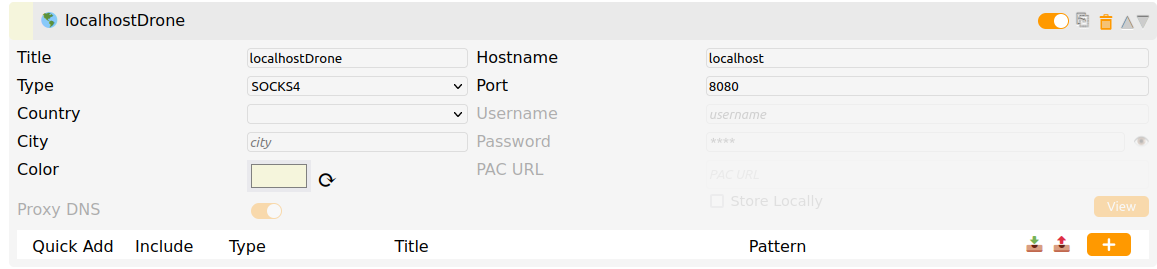 localhostDrone
Title localhostDrone Hostname localhost
Type SOCKS4 Port 8080
Country Username username
City city Password ****
Color PAC URL PAC URL
Store Locally View
Proxy DNS
Quick Add Include Type Title Pattern +